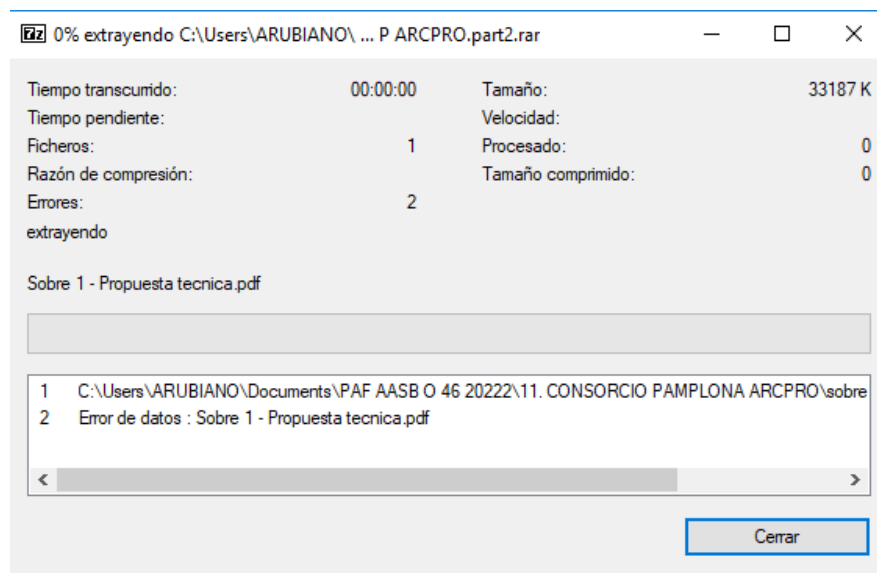 7z 0% extrayendo C:\Users\ARUBIANO\ ... P ARCPRO.part2.rar
Tiempo transcurrido: 00:00:00 Tamaño: 33187 K
Tiempo pendiente: Velocidad:
Ficheros: 1 Procesado: 0
Razón de compresión: Tamaño comprimido: 0
Errores: 2
extrayendo
Sobre 1 - Propuesta tecnica.pdf
1 C:\Users\ARUBIANO\Documents\PAF AASB O 46 20222\11. CONSORCIO PAMPLONA ARCPRO\sobre
2 Error de datos : Sobre 1 - Propuesta tecnica.pdf
Cerrar